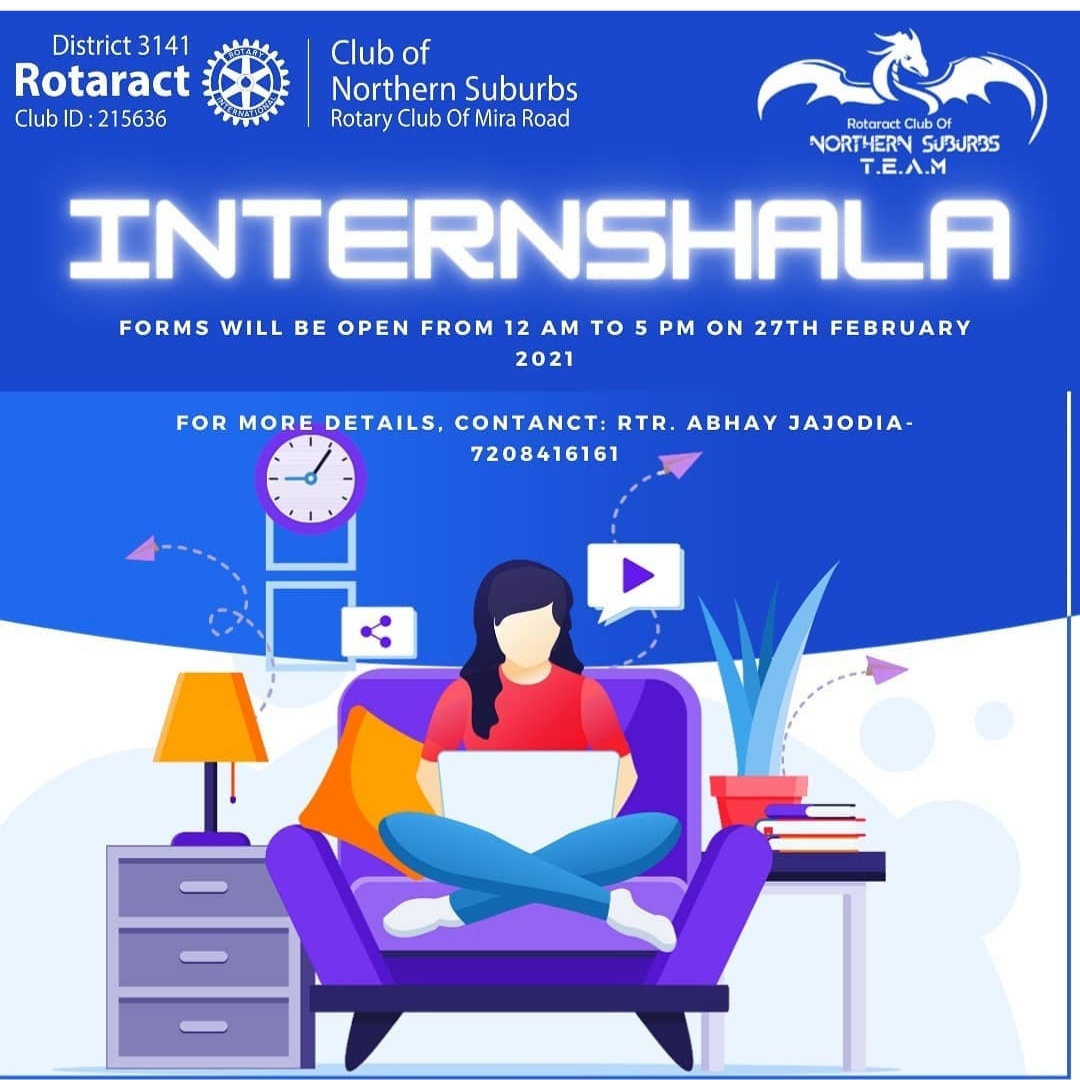 District 3141
Rotaract
Club ID : 215636
ROTARY
INTERNATIONAL
Club of
Northern Suburbs
Rotary Club Of Mira Road
Rotaract Club Of
NORTHERN SUBURBS
T.E.A.M
INTERNSHALA
FORMS WILL BE OPEN FROM 12 AM TO 5 PM ON 27TH FEBRUARY
2021
FOR MORE DETAILS, CONTANCT: RTR. ABHAY JAJODIA-
7208416161